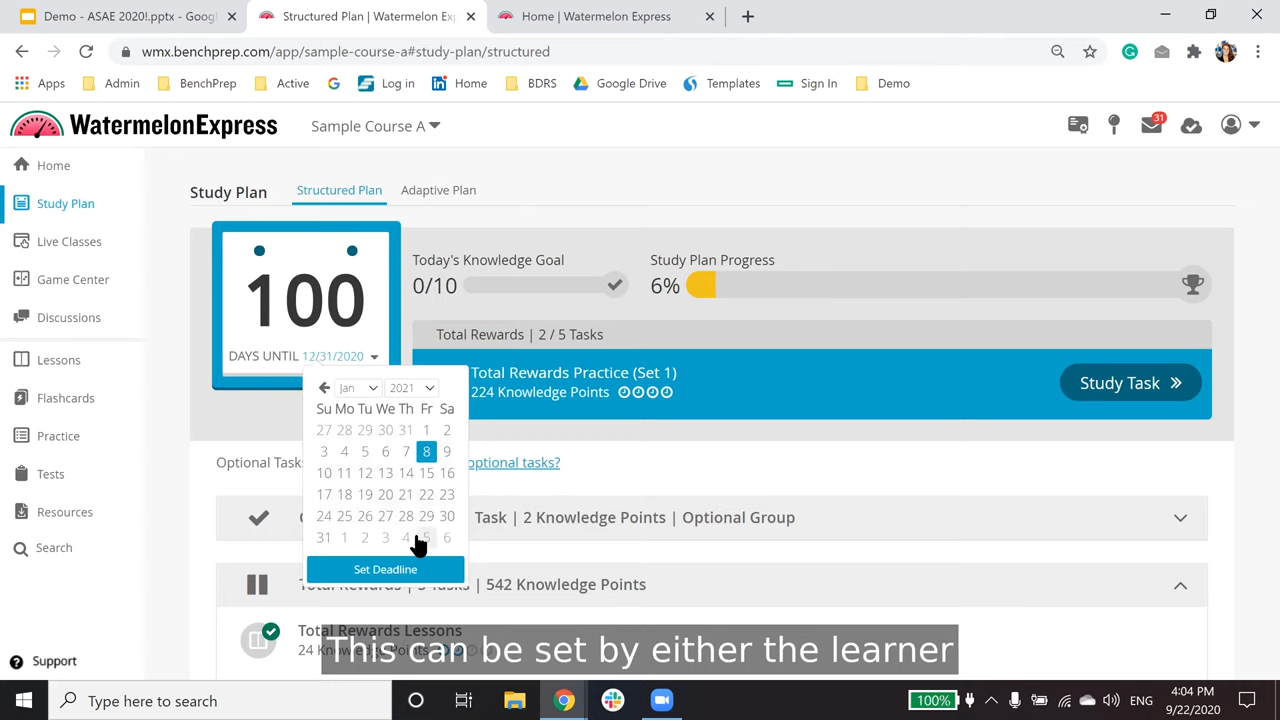 Demo - ASAE 2020!.pptx - Goog
Structured Plan | Watermelon Exp
Home | Watermelon Express
wmx.benchprep.com/app/sample-course-a#study-plan/structured
Apps Admin BenchPrep Active Log in Home BDRS Google Drive Templates Sign In Demo
WatermelonExpress
Sample Course A
31
Home
Study Plan
Live Classes
Game Center
Discussions
Lessons
Flashcards
Practice
Tests
Resources
Search
Support
Study Plan Structured Plan Adaptive Plan
100
DAYS UNTIL 12/31/2020
Today's Knowledge Goal
0/10
Study Plan Progress
6%
Total Rewards | 2 / 5 Tasks
Total Rewards Practice (Set 1)
224 Knowledge Points
Study Task
Jan 2021
Su Mo Tu We Th Fr Sa
27 28 29 30 31 1 2
3 4 5 6 7 8 9
10 11 12 13 14 15 16
17 18 19 20 21 22 23
24 25 26 27 28 29 30
31 1 2 3 4 5 6
Set Deadline
Optional Tas
optional tasks?
Task | 2 Knowledge Points | Optional Group
Tasks | 542 Knowledge Points
Total Rewards Lessons
This can be set by either the learner
Type here to search
100%
ENG
4:04 PM
9/22/2020